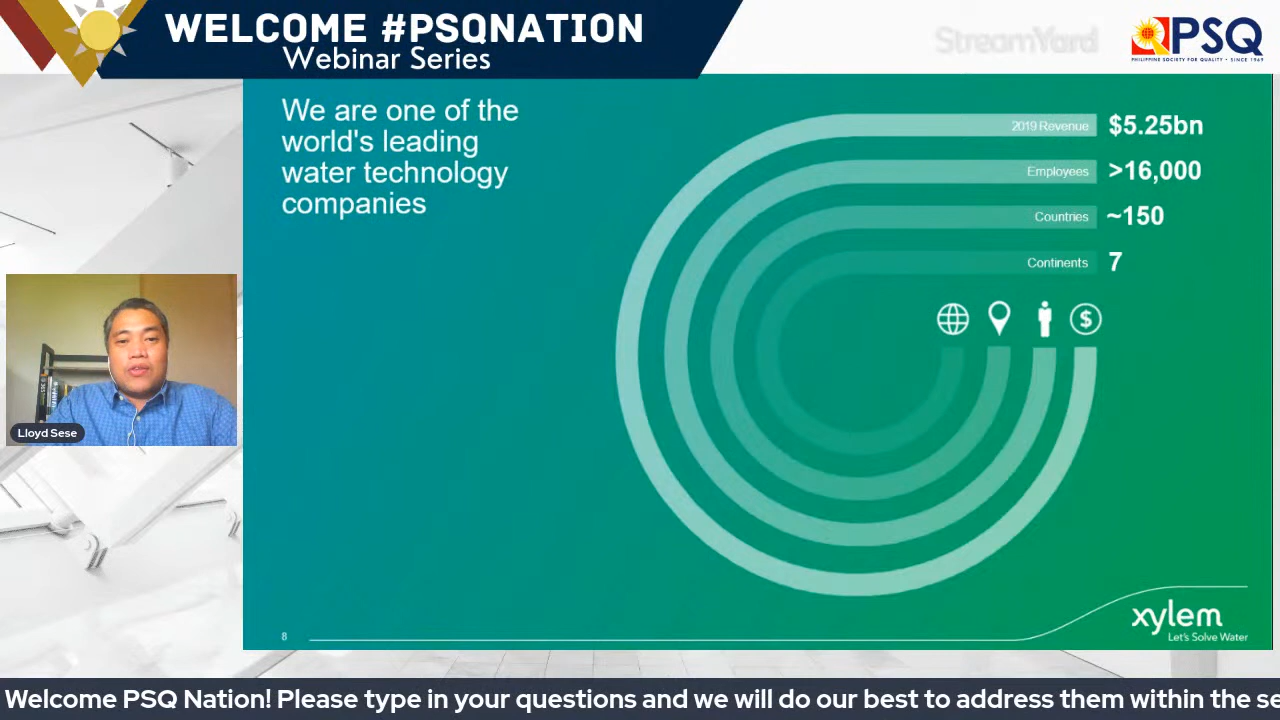 WELCOME #PSQNATION
Webinar Series
StreamYard
PSQ
PHILIPPINE SOCIETY FOR QUALITY • SINCE 1969
We are one of the
world's leading
water technology
companies
2019 Revenue $5.25bn
Employees >16,000
Countries ~150
Continents 7
Lloyd Sese
8
xylem
Let's Solve Water
Welcome PSQ Nation! Please type in your questions and we will do our best to address them within the se